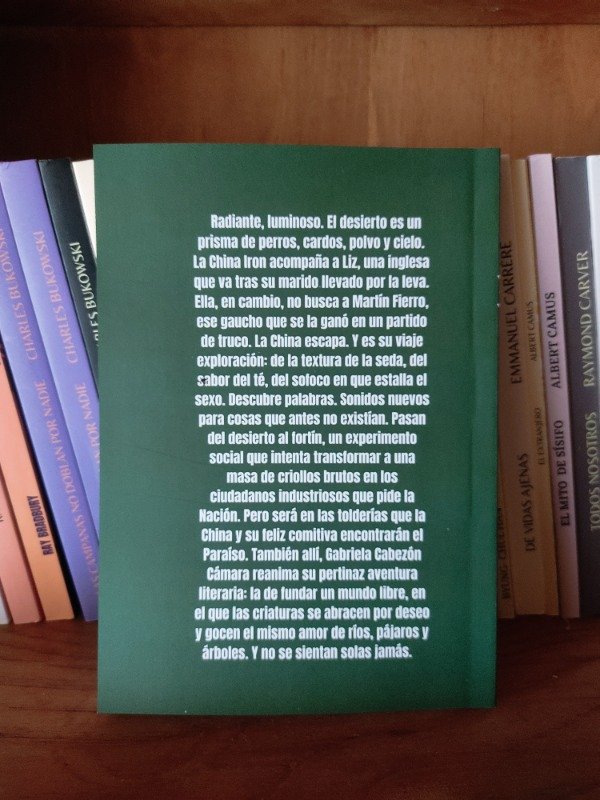 Radiante, luminoso. El desierto es un
prisma de perros, cardos, polvo y cielo.
La China Iron acompaña a Liz, una inglesa
que va tras su marido llevado por la leva.
Ella, en cambio, no busca a Martín Fierro,
ese gaucho que se la ganó en un partido
de truco. La China escapa. Y es su viaje
exploración: de la textura de la seda, del
sabor del té, del sofoco en que estalla el
sexo. Descubre palabras. Sonidos nuevos
para cosas que antes no existían. Pasan
del desierto al fortín, un experimento
social que intenta transformar a una
masa de criollos brutos en los
ciudadanos industriosos que pide la
Nación. Pero será en las tolderías que la
China y su feliz comitiva encontrarán el
Paraíso. También allí, Gabriela Cabezón
Cámara reanima su pertinaz aventura
literaria: la de fundar un mundo libre, en
el que las criaturas se abracen por deseo
y gocen el mismo amor de ríos, pájaros y
árboles. Y no se sientan solas jamás.
RAY BRADBURY
CHARLES BUKOWSKI
CHARLES BUKOWSKI
CAMPANAS NO DOBLAN POR NADIE
POR NADIE
BUKOWSKI
DE VIDAS AJENAS EMMANUEL CARRÈRE
EL EXTRANJERO ALBERT CAMUS
EL MITO DE SÍSIFO ALBERT CAMUS
TODOS NOSOTROS RAYMOND CARVER